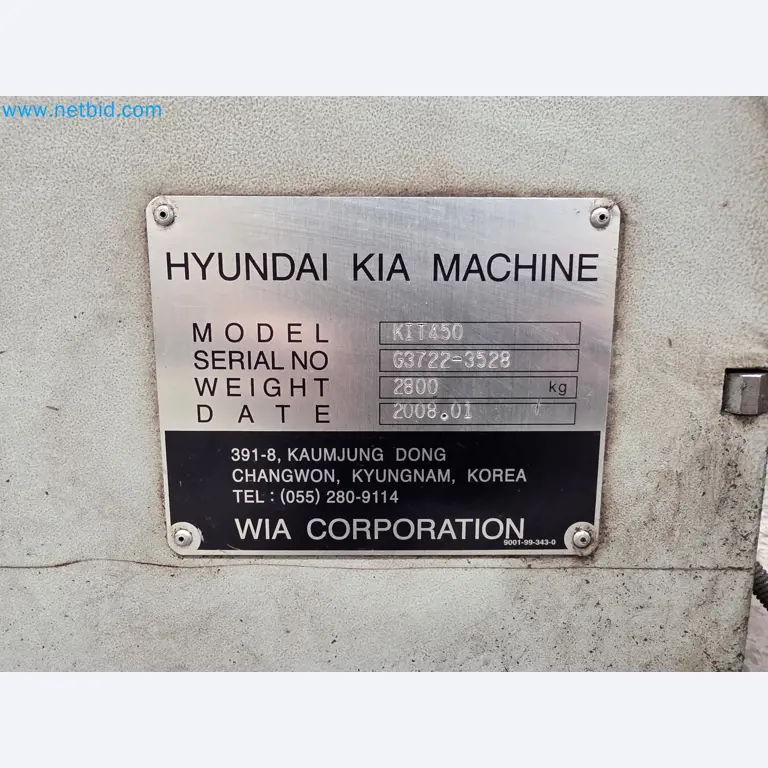 www.netbid.com
HYUNDAI KIA MACHINE
MODEL KIT450
SERIAL NO G3722-3528
WEIGHT 2800 kg
DATE 2008.01
391-8, KAUMJUNG DONG
CHANGWON, KYUNGNAM, KOREA
TEL : (055) 280-9114
WIA CORPORATION
9001-99-343-0